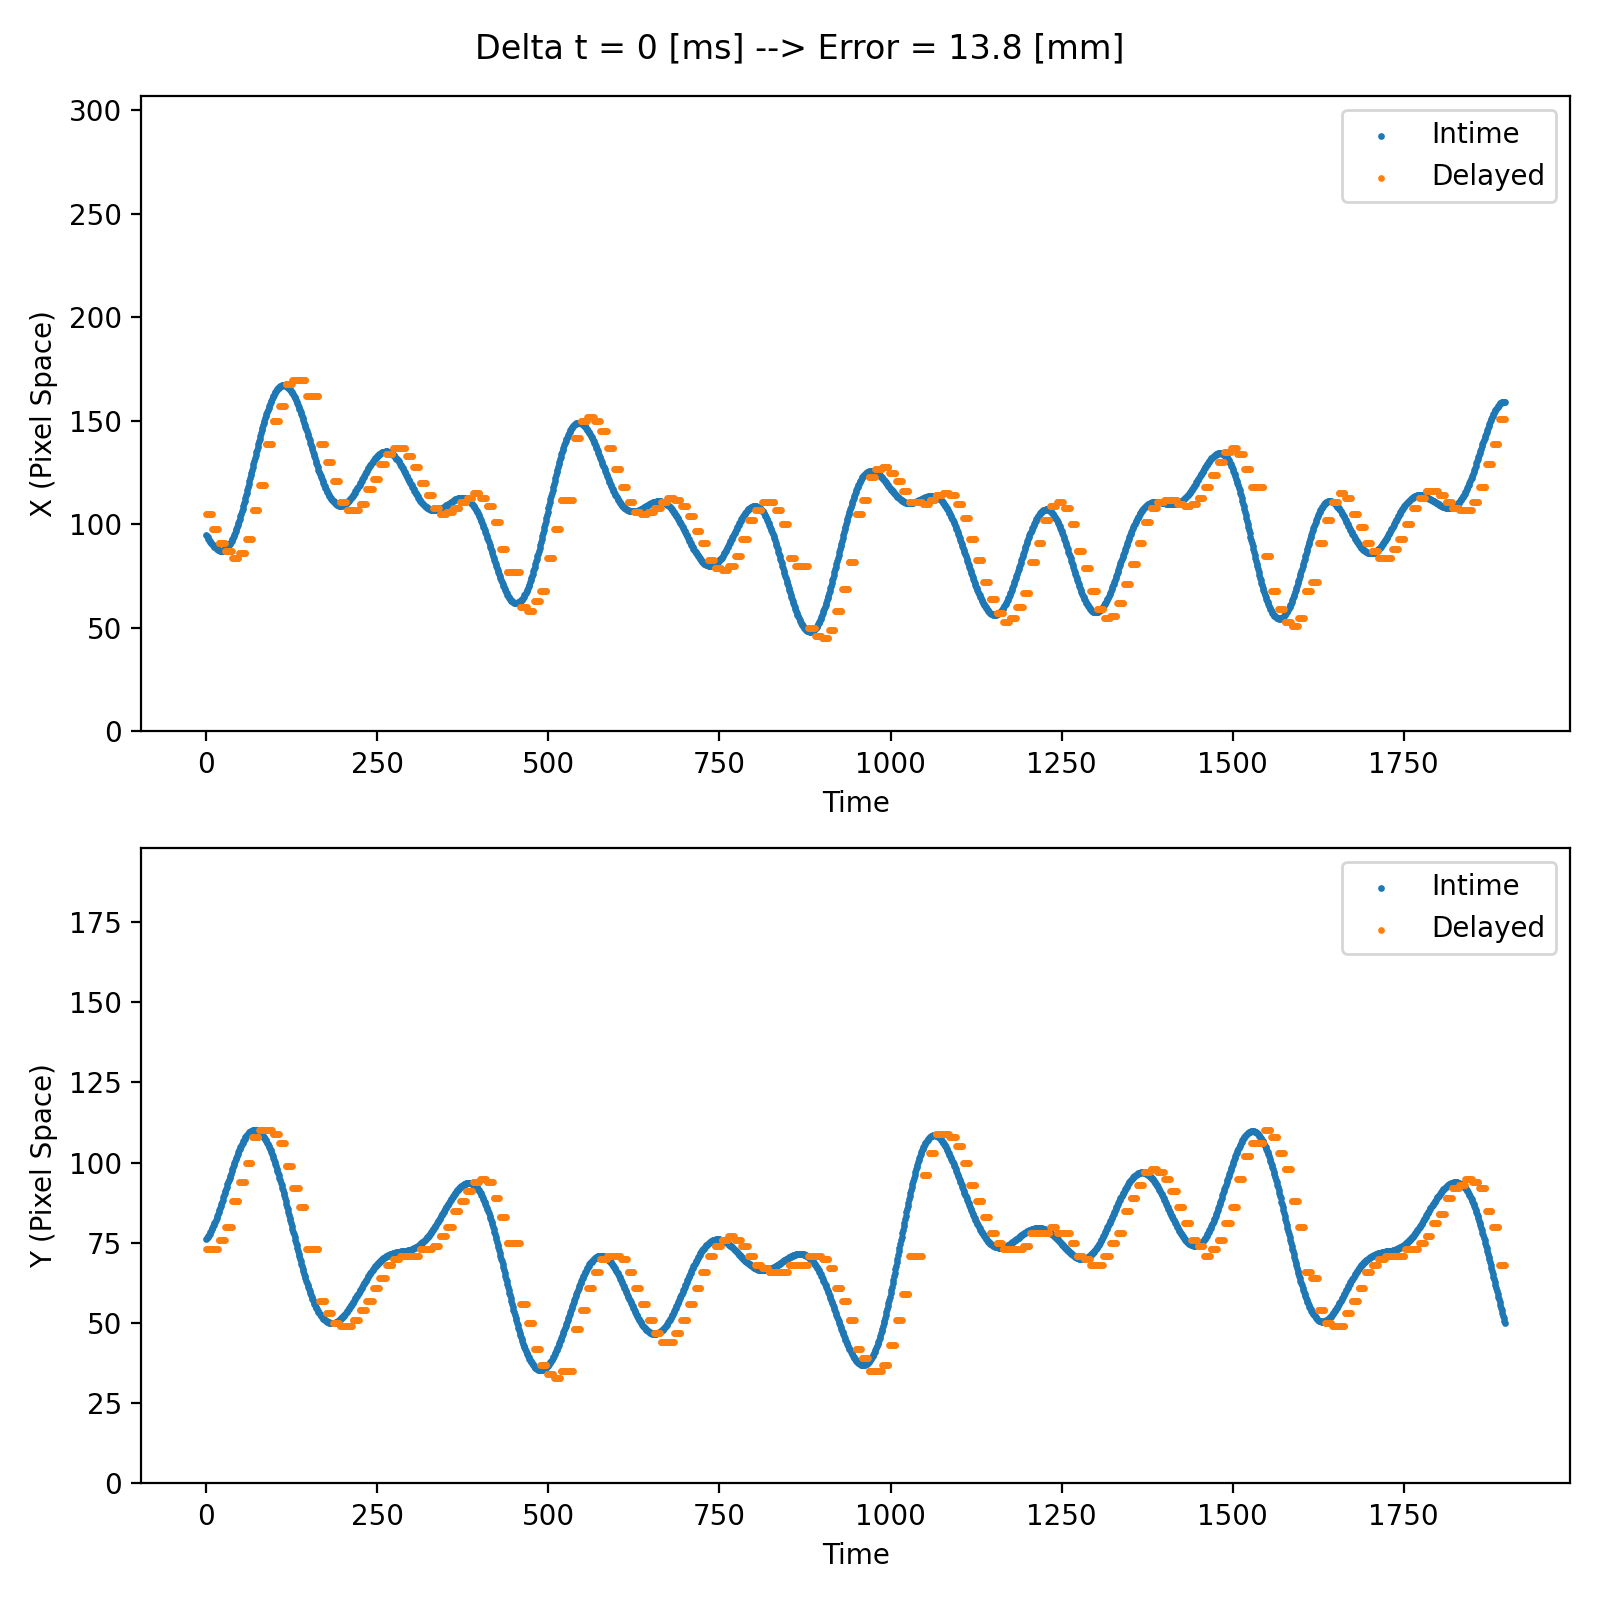 Delta t = 0 [ms] --> Error = 13.8 [mm]
300
250
200
150
100
50
0
X (Pixel Space)
Intime
Delayed
0 250 500 750 1000 1250 1500 1750
Time
175
150
125
100
75
50
25
0
Y (Pixel Space)
Intime
Delayed
0 250 500 750 1000 1250 1500 1750
Time